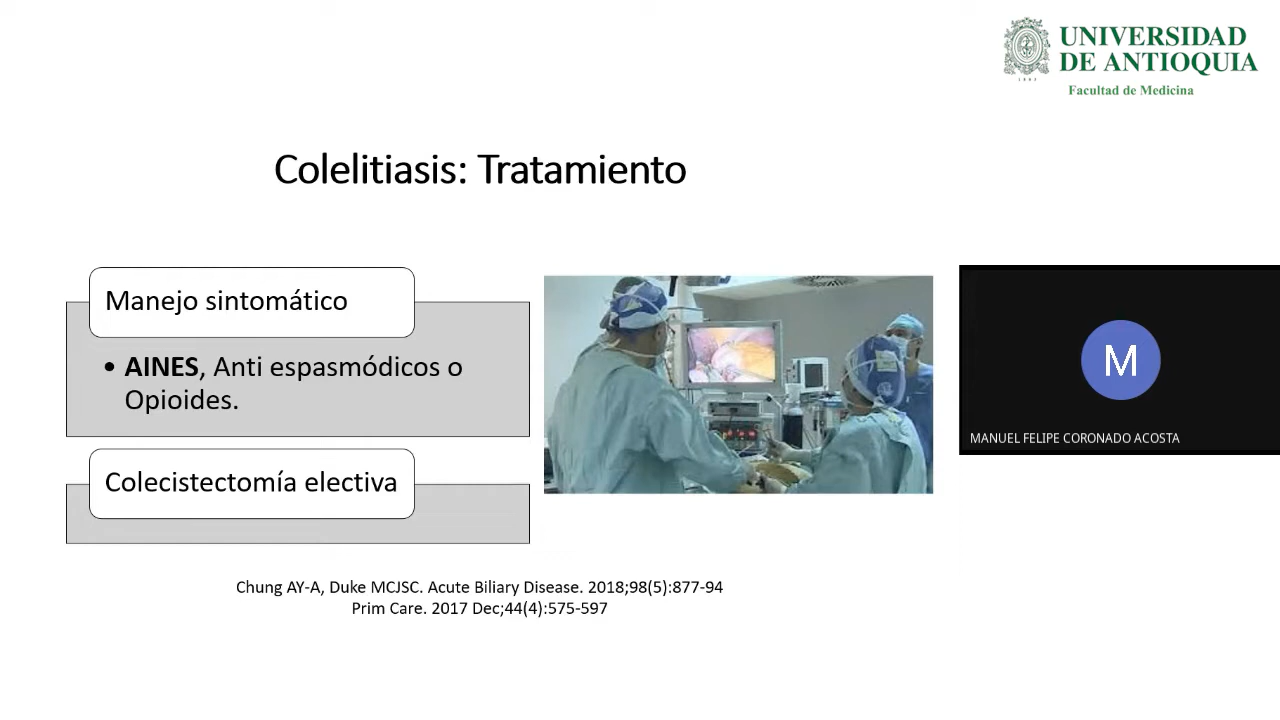 UNIVERSIDAD
DE ANTIOQUIA
1803
Facultad de Medicina
Colelitiasis: Tratamiento
Manejo sintomático
• AINES, Anti espasmódicos o
Opioides.
Colecistectomía electiva
M
MANUEL FELIPE CORONADO ACOSTA
Chung AY-A, Duke MCJSC. Acute Biliary Disease. 2018;98(5):877-94
Prim Care. 2017 Dec;44(4):575-597